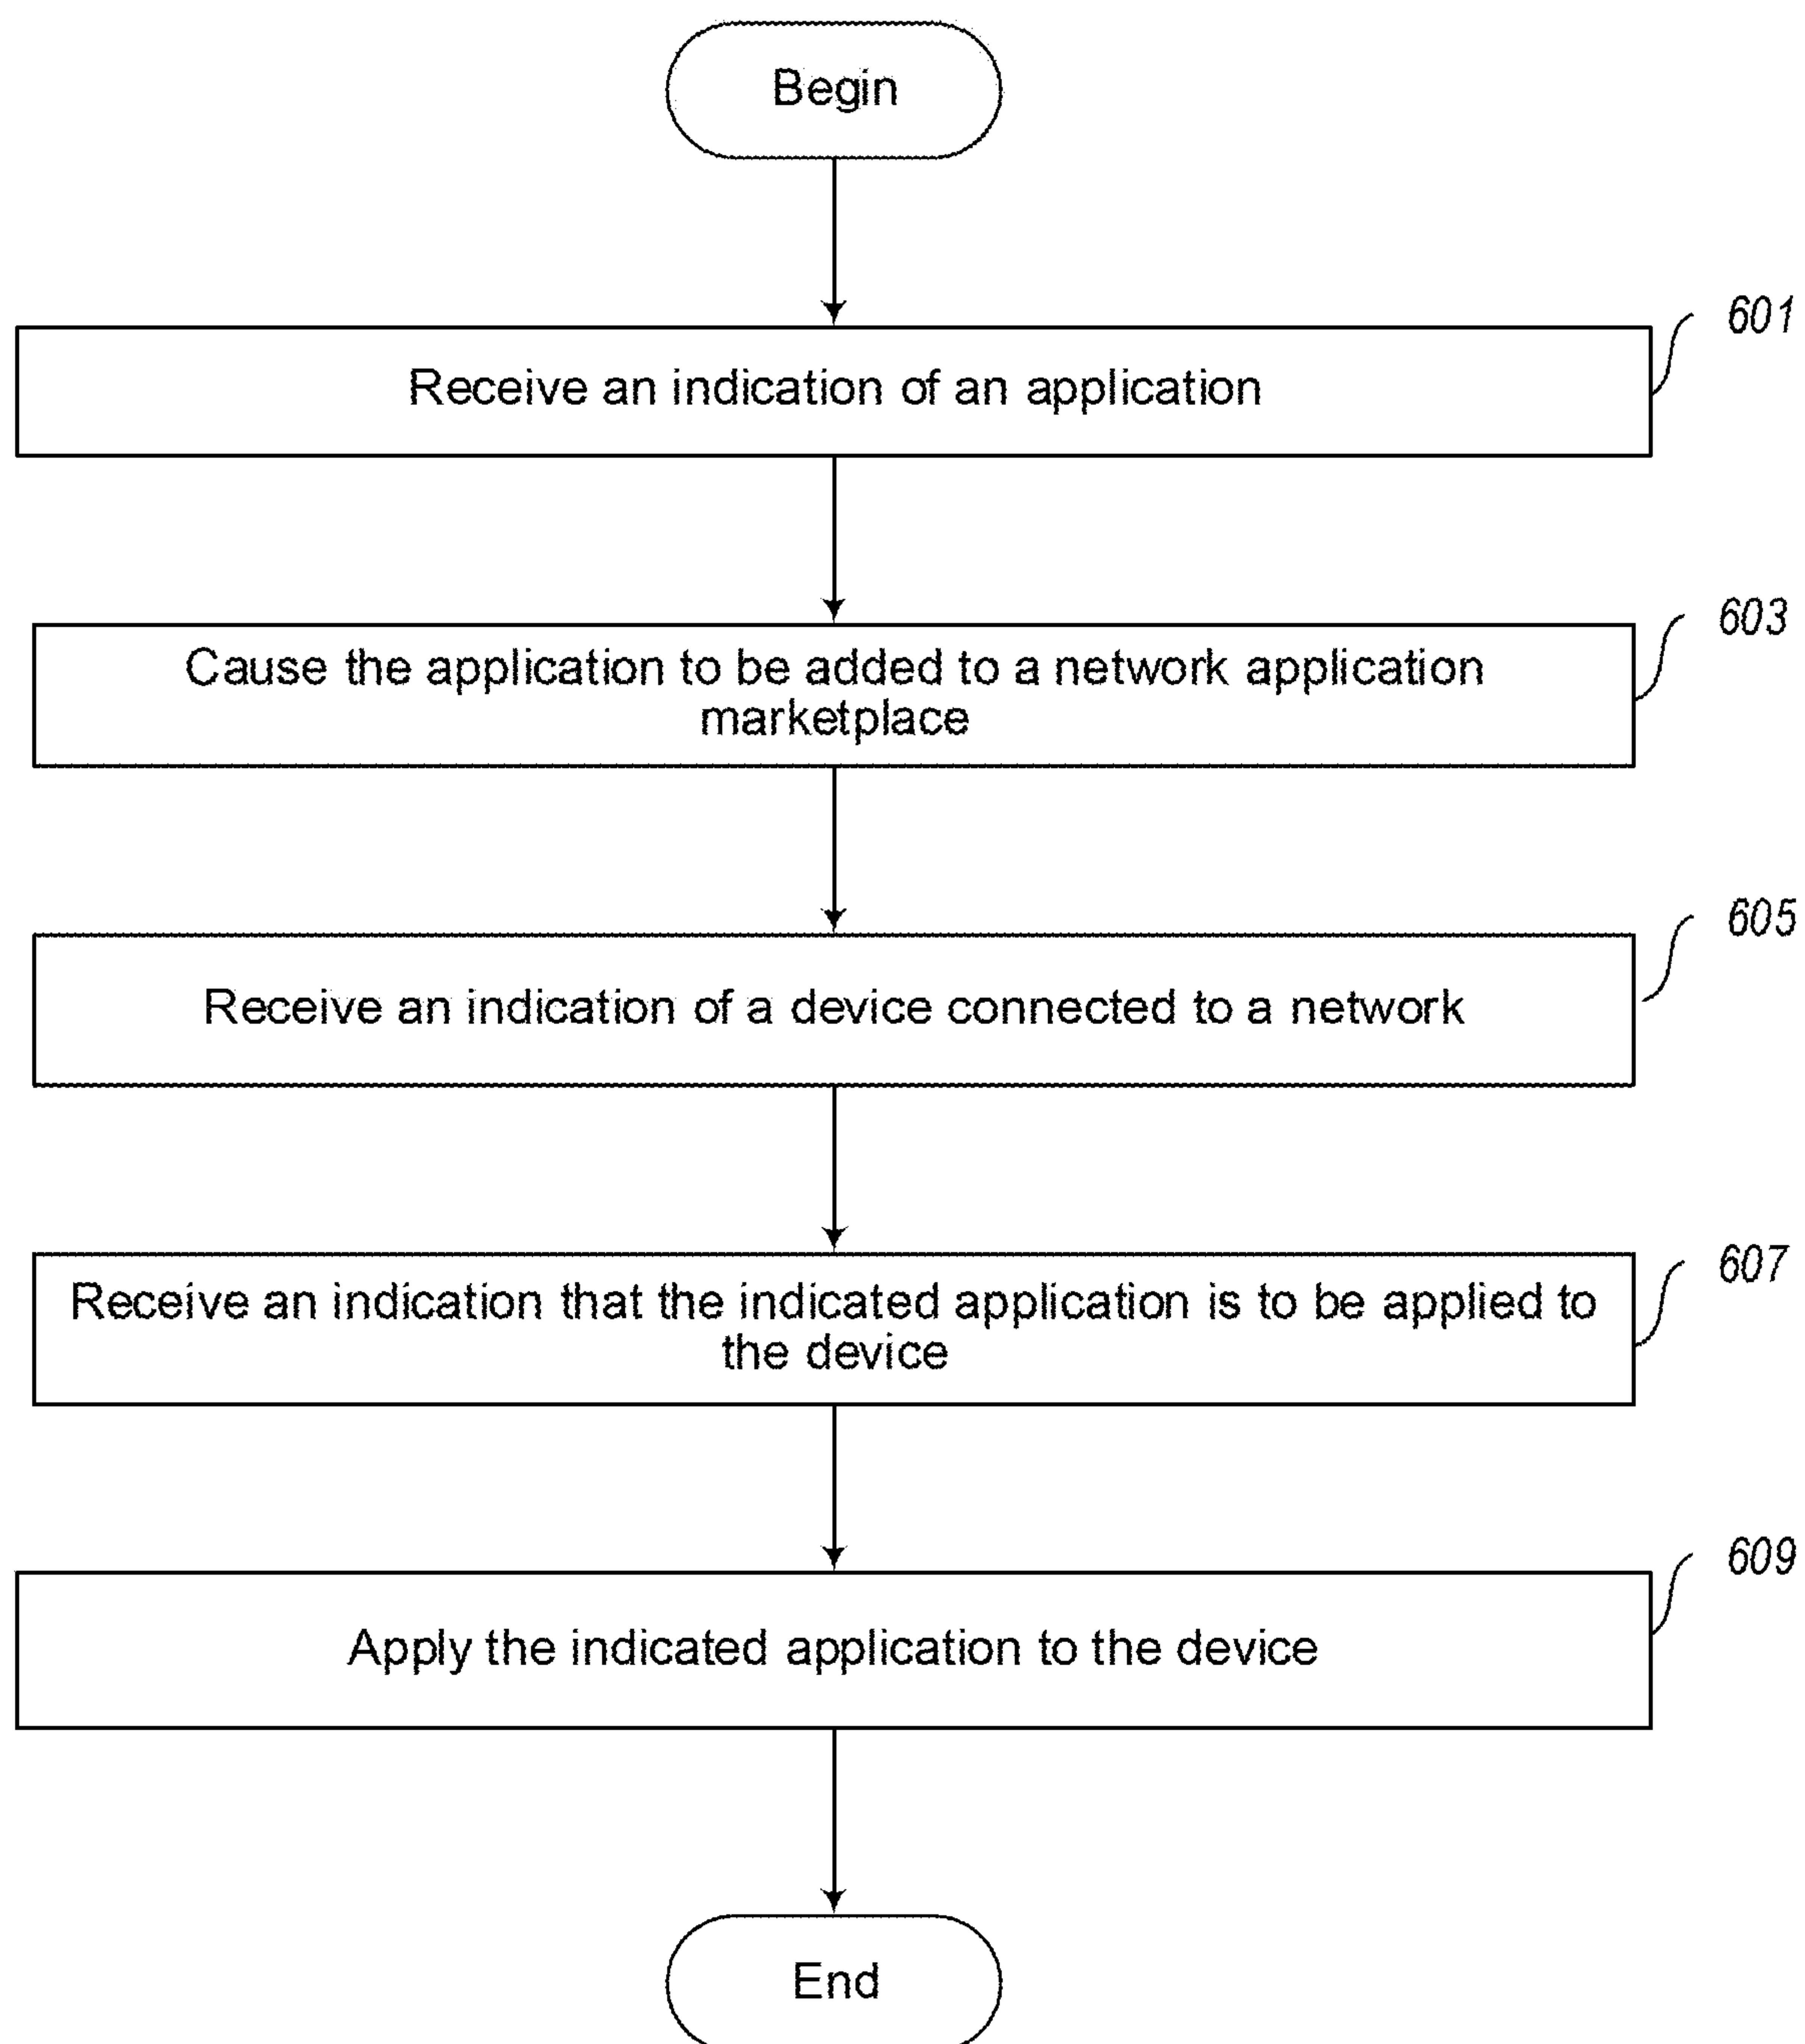 Begin
601
Receive an indication of an application
603
Cause the application to be added to a network application
marketplace
605
Receive an indication of a device connected to a network
607
Receive an indication that the indicated application is to be applied to
the device
609
Apply the indicated application to the device
End